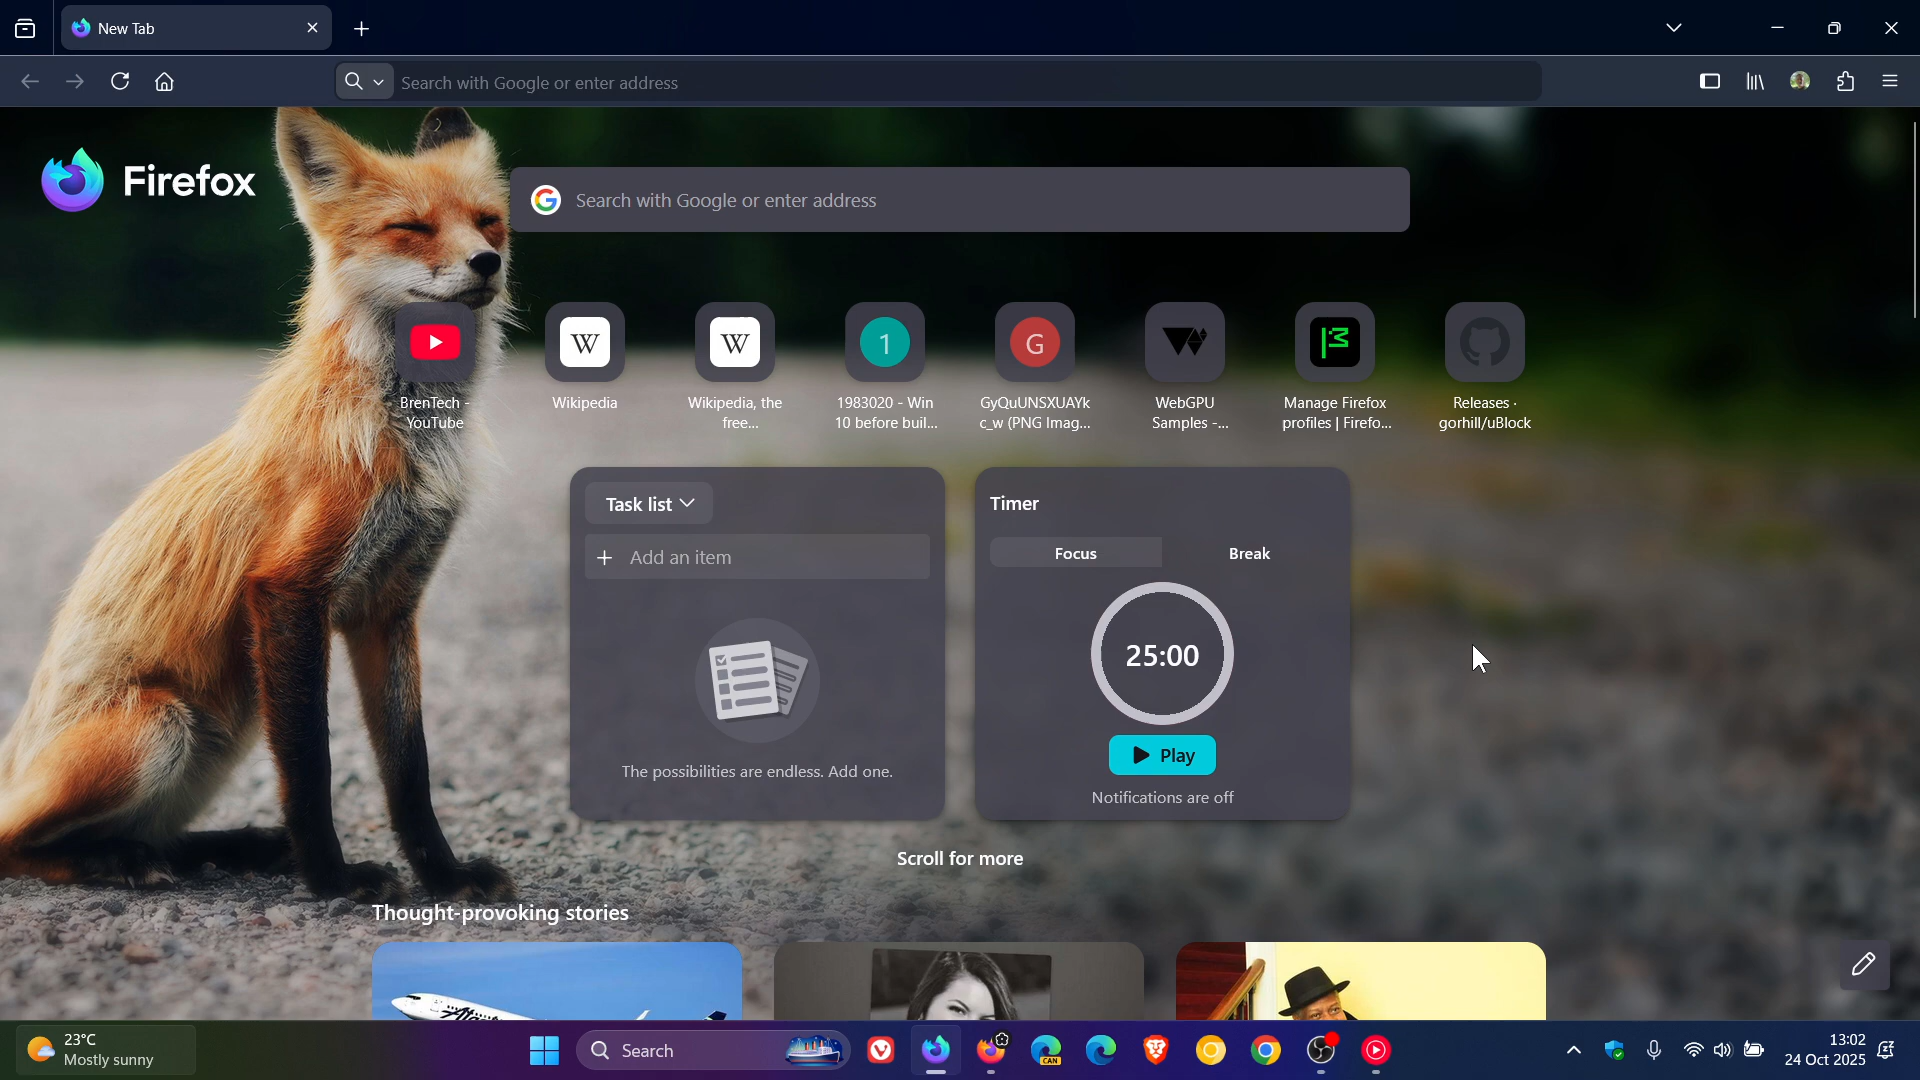 New Tab
Search with Google or enter address
Firefox
Search with Google or enter address
BrenTech -
YouTube
Wikipedia
Wikipedia, the
free...
1
1983020 - Win
10 before buil...
G
GyQuUNSXUAYk
c_w (PNG Imag...
WebGPU
Samples -...
Manage Firefox
profiles | Firefo...
Releases ·
gorhill/uBlock
Task list
Add an item
The possibilities are endless. Add one.
Timer
Focus
Break
25:00
Play
Notifications are off
Scroll for more
Thought-provoking stories
23°C
Mostly sunny
Search
CAN
13:02
24 Oct 2025